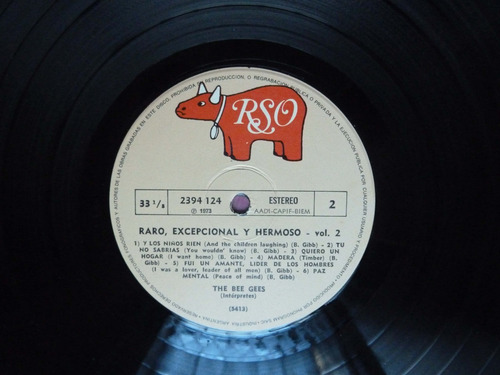 RSO
33 1/3
2394 124
℗ 1973
ESTEREO
AADI-CAPIF-BIEM
2
RARO, EXCEPCIONAL Y HERMOSO - vol. 2
1) Y LOS NIÑOS RIEN (And the children laughing) (B. Gibb) - 2) TU
NO SABRIAS (You wouldn' know) (B. Gibb) - 3) QUIERO UN
HOGAR (I want home) (B. Gibb) - 4) MADERA (Timber) (B.
Gibb) - 5) FUI UN AMANTE, LIDER DE LOS HOMBRES
(I was a lover, leader of all men) (B. Gibb) - 6) PAZ
MENTAL (Peace of mind) (B. Gibb)
THE BEE GEES
(Intérpretes)
(5413)